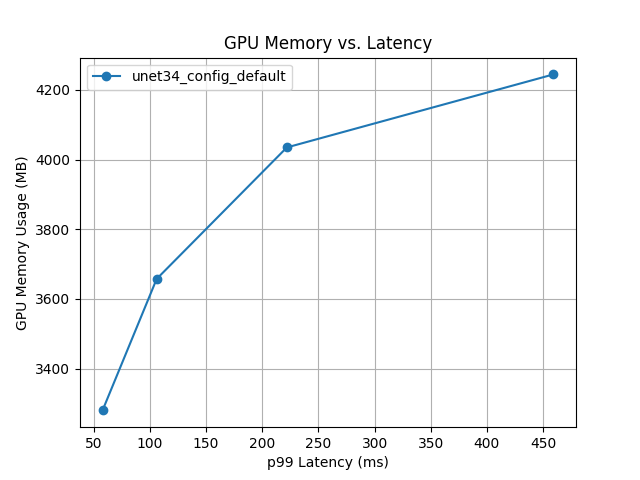 GPU Memory vs. Latency
unet34_config_default
GPU Memory Usage (MB)
4200
4000
3800
3600
3400
50 100 150 200 250 300 350 400 450
p99 Latency (ms)